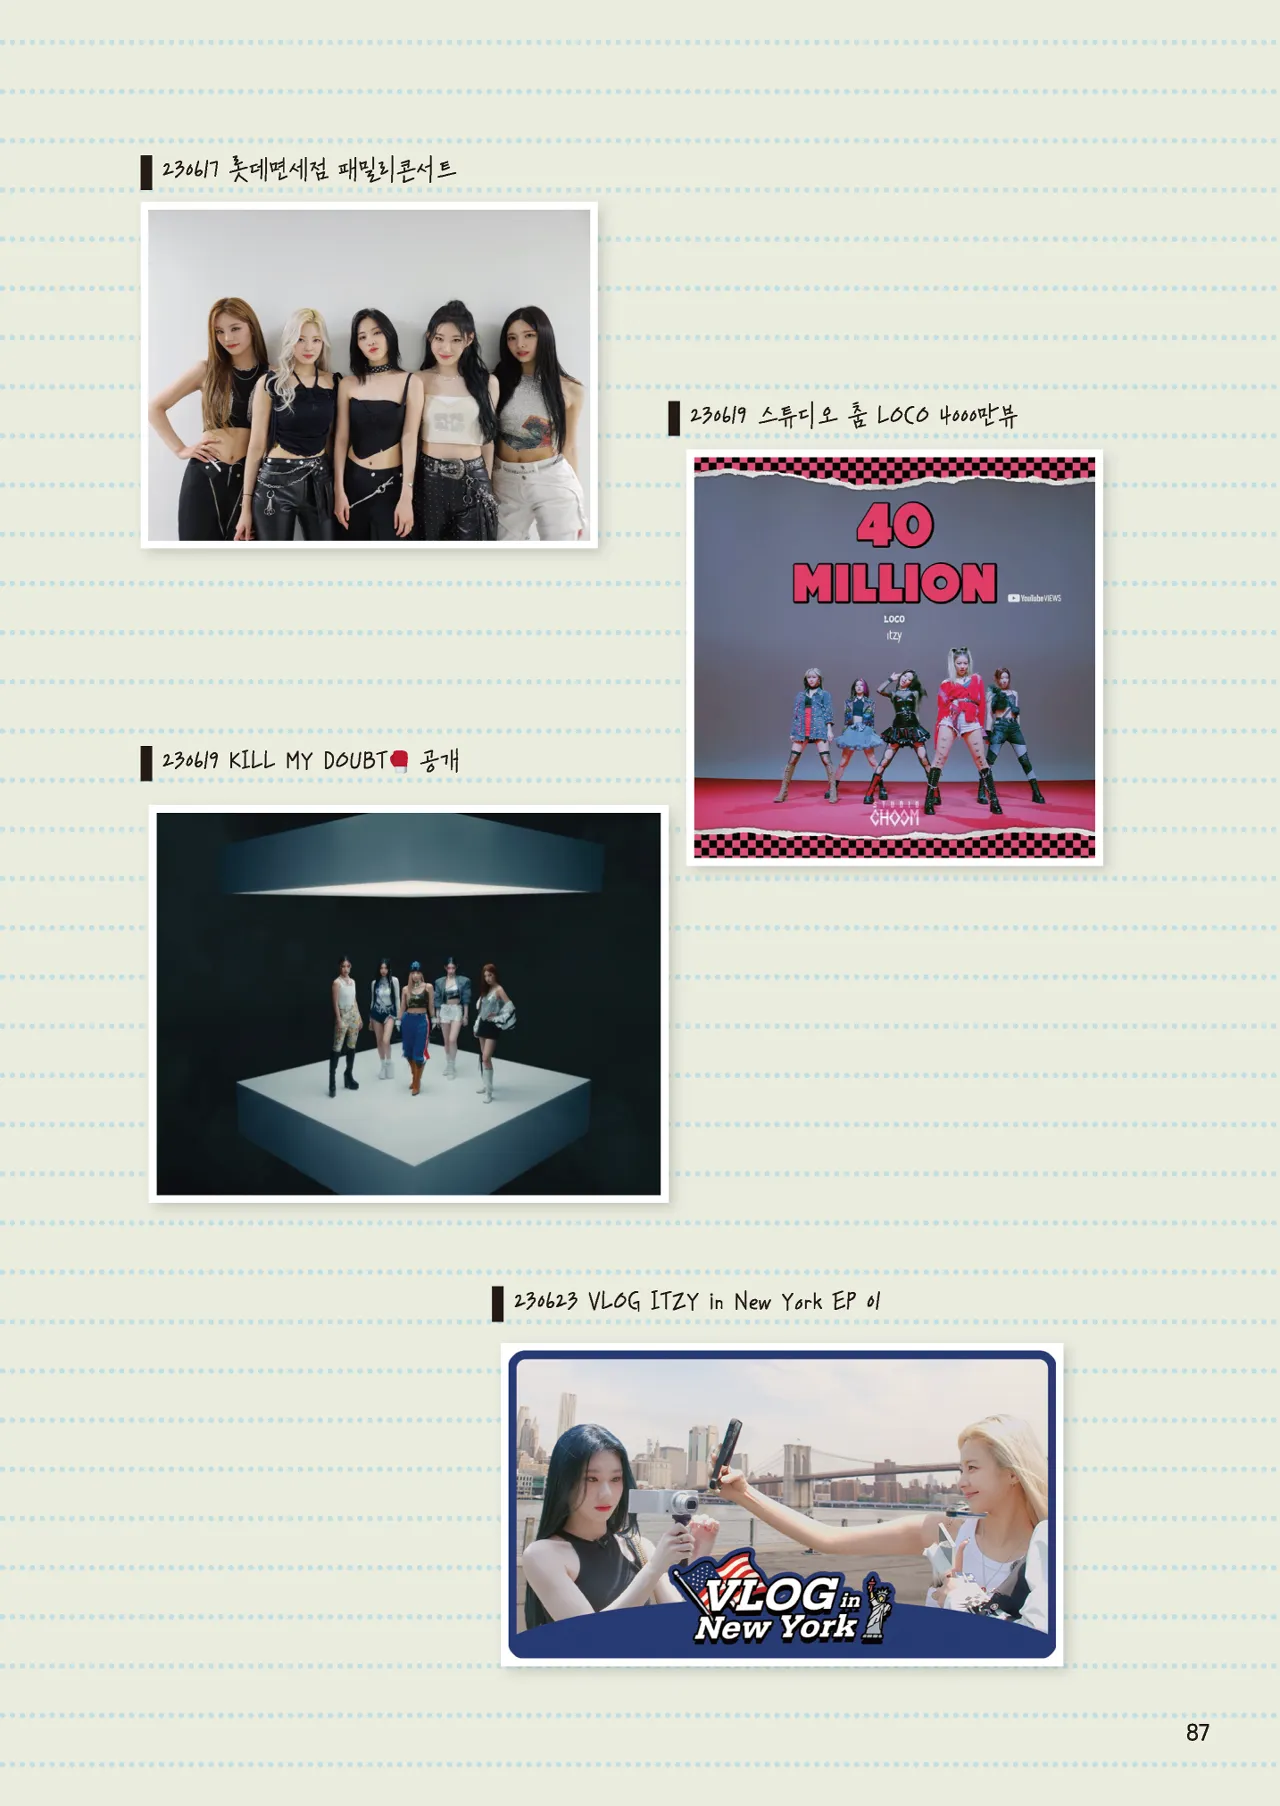 230617 롯데면세점 패밀리콘서트
230619 스튜디오 춤 LOCO 4000만뷰
40
MILLION
YouTube VIEWS
LOCO
itzy
STUDIO
CHOOM
230619 KILL MY DOUBT🥊 공개
230623 VLOG ITZY in New York EP 01
VLOG in
New York
87